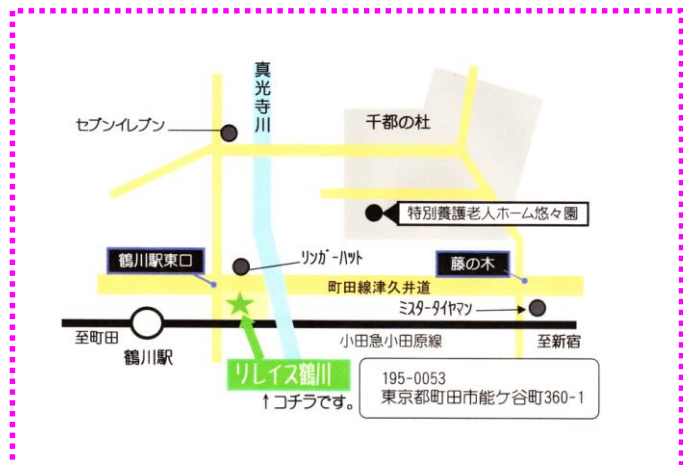 真光寺川
セブンイレブン
千都の杜
特別養護老人ホーム悠々園
鶴川駅東口
リンガーハット
藤の木
町田線津久井道
ミスタータイヤマン
至町田
鶴川駅
小田急小田原線
至新宿
リレイス鶴川
↑コチラです。
195-0053
東京都町田市能ケ谷町360-1